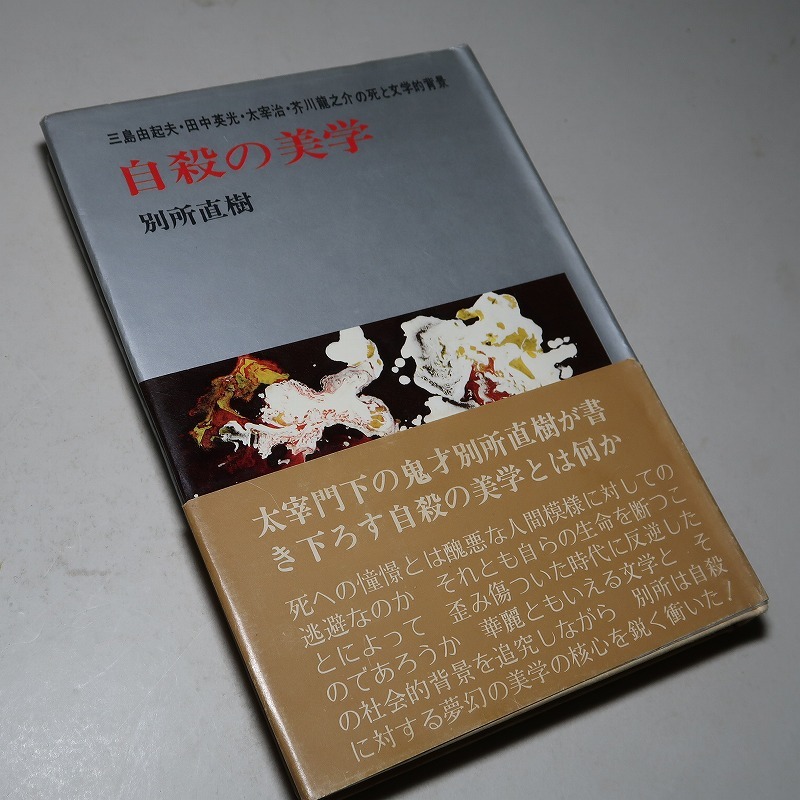 三島由起夫・田中英光・太宰治・芥川龍之介の死と文学的背景
自殺の美学
別所直樹
太宰門下の鬼才別所直樹が書
き下ろす自殺の美学とは何か
死への憧憬とは醜悪な人間模様に対しての
逃避なのか　それとも自らの生命を断つこ
とによって　歪み傷ついた時代に反逆した
のであろうか　華麗ともいえる文学と　そ
の社会的背景を追究しながら　別所は自殺
に対する夢幻の美学の核心を鋭く衝いた！